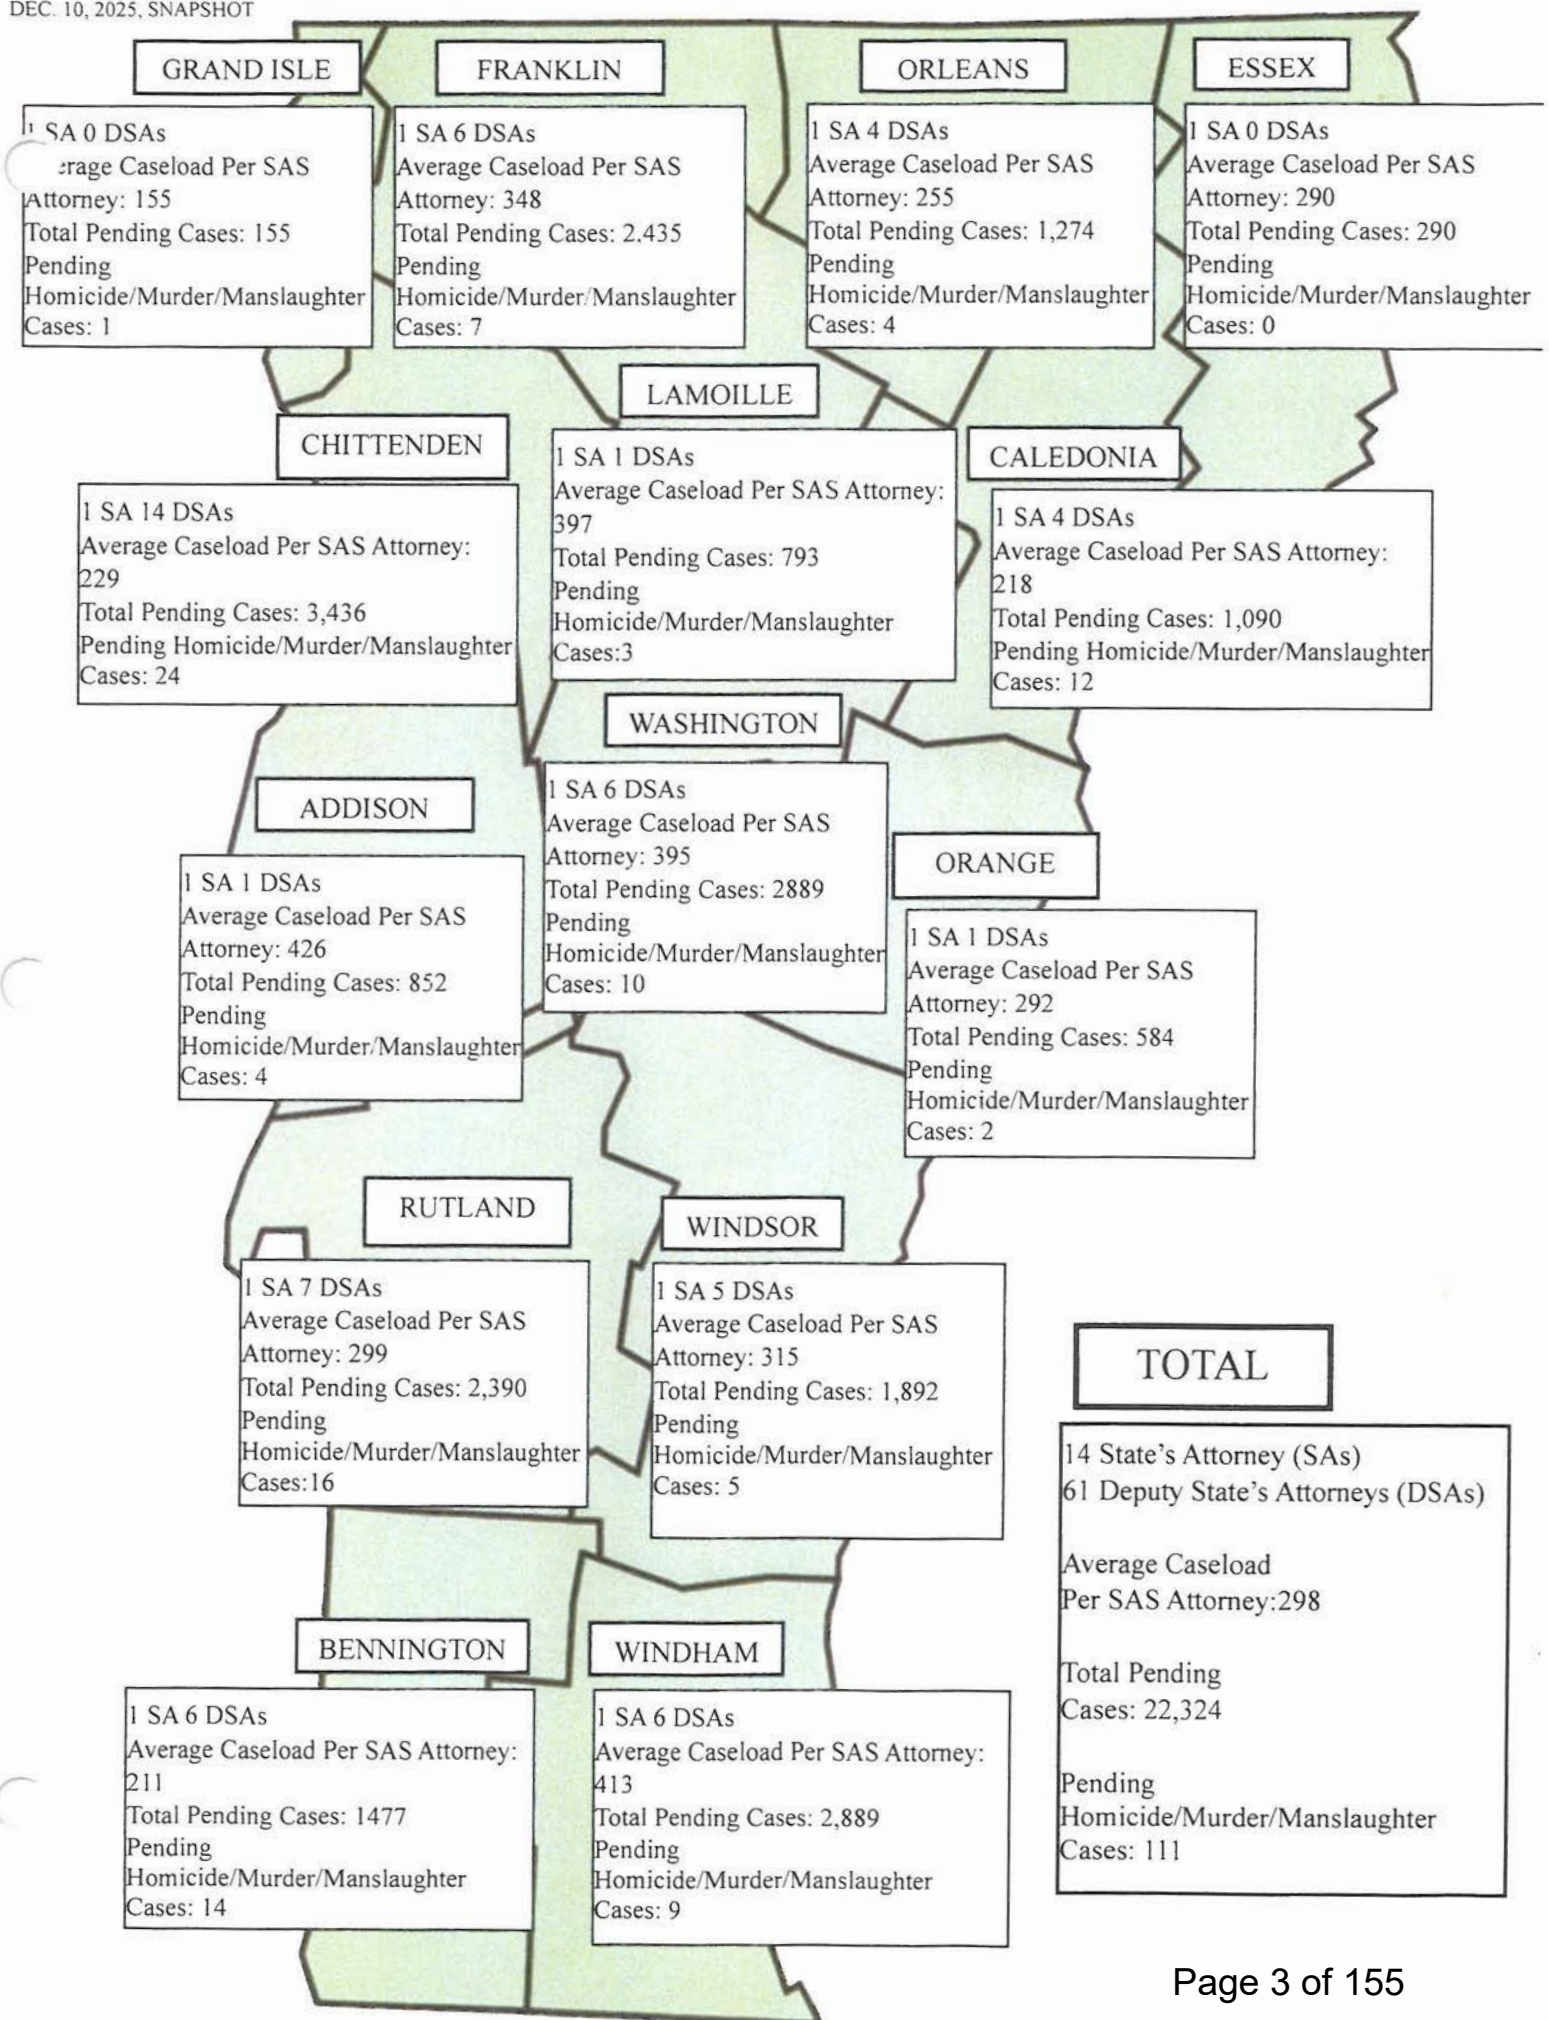 DEC. 10, 2025, SNAPSHOT
GRAND ISLE
1 SA 0 DSAs
erage Caseload Per SAS
Attorney: 155
Total Pending Cases: 155
Pending
Homicide/Murder/Manslaughter
Cases: 1
FRANKLIN
1 SA 6 DSAs
Average Caseload Per SAS
Attorney: 348
Total Pending Cases: 2.435
Pending
Homicide/Murder/Manslaughter
Cases: 7
ORLEANS
1 SA 4 DSAs
Average Caseload Per SAS
Attorney: 255
Total Pending Cases: 1,274
Pending
Homicide/Murder/Manslaughter
Cases: 4
ESSEX
1 SA 0 DSAs
Average Caseload Per SAS
Attorney: 290
Total Pending Cases: 290
Pending
Homicide/Murder/Manslaughter
Cases: 0
LAMOILLE
1 SA 1 DSAs
Average Caseload Per SAS Attorney:
397
Total Pending Cases: 793
Pending
Homicide/Murder/Manslaughter
Cases:3
CHITTENDEN
1 SA 14 DSAs
Average Caseload Per SAS Attorney:
229
Total Pending Cases: 3,436
Pending Homicide/Murder/Manslaughter
Cases: 24
CALEDONIA
1 SA 4 DSAs
Average Caseload Per SAS Attorney:
218
Total Pending Cases: 1,090
Pending Homicide/Murder/Manslaughter
Cases: 12
WASHINGTON
1 SA 6 DSAs
Average Caseload Per SAS
Attorney: 395
Total Pending Cases: 2889
Pending
Homicide/Murder/Manslaughter
Cases: 10
ADDISON
1 SA 1 DSAs
Average Caseload Per SAS
Attorney: 426
Total Pending Cases: 852
Pending
Homicide/Murder/Manslaughter
Cases: 4
ORANGE
1 SA 1 DSAs
Average Caseload Per SAS
Attorney: 292
Total Pending Cases: 584
Pending
Homicide/Murder/Manslaughter
Cases: 2
RUTLAND
1 SA 7 DSAs
Average Caseload Per SAS
Attorney: 299
Total Pending Cases: 2,390
Pending
Homicide/Murder/Manslaughter
Cases:16
WINDSOR
1 SA 5 DSAs
Average Caseload Per SAS
Attorney: 315
Total Pending Cases: 1,892
Pending
Homicide/Murder/Manslaughter
Cases: 5
TOTAL
14 State's Attorney (SAs)
61 Deputy State's Attorneys (DSAs)
Average Caseload
Per SAS Attorney:298
Total Pending
Cases: 22,324
Pending
Homicide/Murder/Manslaughter
Cases: 111
BENNINGTON
1 SA 6 DSAs
Average Caseload Per SAS Attorney:
211
Total Pending Cases: 1477
Pending
Homicide/Murder/Manslaughter
Cases: 14
WINDHAM
1 SA 6 DSAs
Average Caseload Per SAS Attorney:
413
Total Pending Cases: 2,889
Pending
Homicide/Murder/Manslaughter
Cases: 9
Page 3 of 155